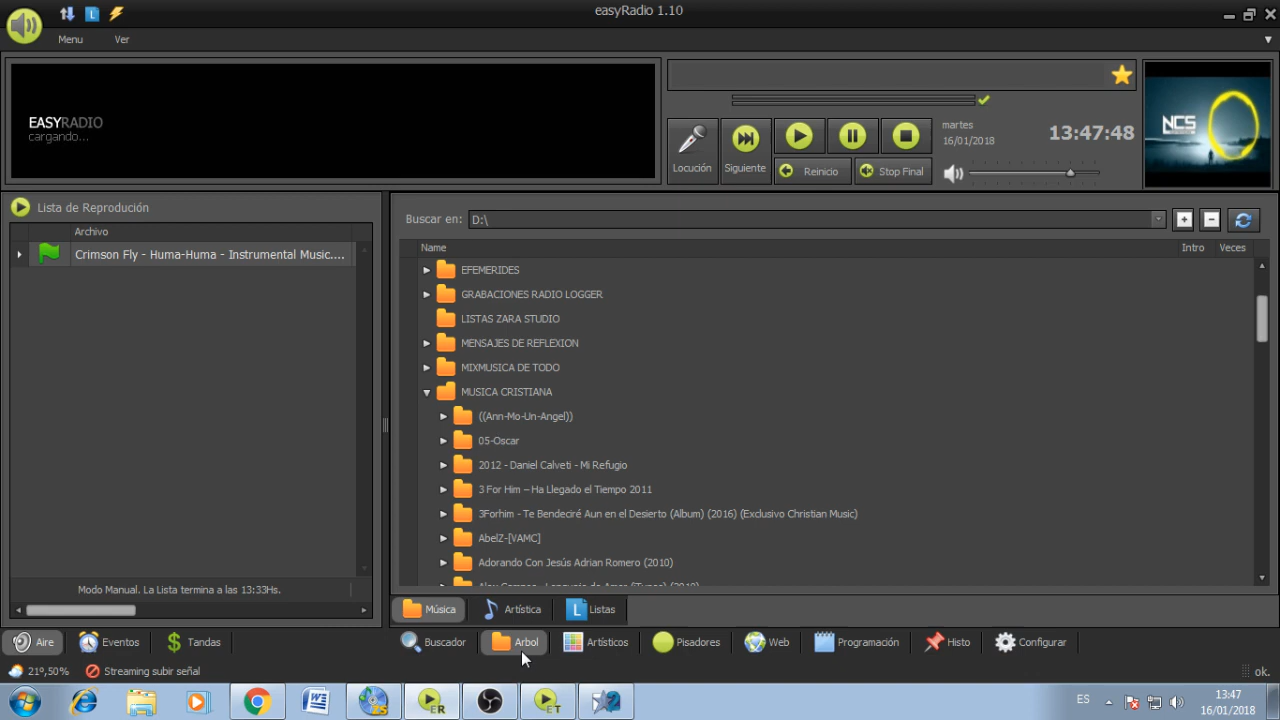 easyRadio 1.10
Menu
Ver
EASYRADIO
cargando...
Locución
Siguiente
Reinicio
Stop Final
martes
16/01/2018
13:47:48
NCS
Lista de Reprodución
Archivo
Crimson Fly - Huma-Huma - Instrumental Music....
Modo Manual. La Lista termina a las 13:33Hs.
Buscar en:
D:\
Name
Intro
Veces
EFEMERIDES
GRABACIONES RADIO LOGGER
LISTAS ZARA STUDIO
MENSAJES DE REFLEXION
MIXMUSICA DE TODO
MUSICA CRISTIANA
((Ann-Mo-Un-Angel))
05-Oscar
2012 - Daniel Calveti - Mi Refugio
3 For Him – Ha Llegado el Tiempo 2011
3Forhim - Te Bendeciré Aun en el Desierto (Album) (2016) (Exclusivo Christian Music)
AbelZ-[VAMC]
Adorando Con Jesús Adrian Romero (2010)
Música
Artística
L Listas
Aire
Eventos
Tandas
Buscador
Arbol
Artísticos
Pisadores
Web
Programación
Histo
Configurar
21º,50%
Streaming subir señal
ok.
ZS
ER
ET
ES
13:47
16/01/2018